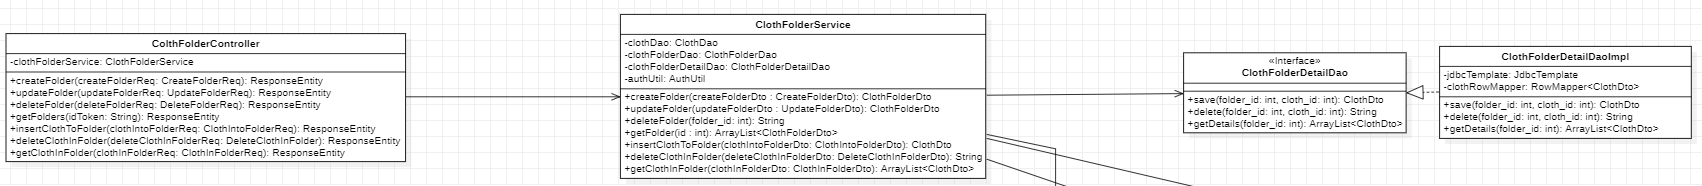 ColthFolderController
-clothFolderService: ClothFolderService
+createFolder(createFolderReq: CreateFolderReq): ResponseEntity
+updateFolder(updateFolderReq: UpdateFolderReq): ResponseEntity
+deleteFolder(deleteFolderReq: DeleteFolderReq): ResponseEntity
+getFolders(idToken: String): ResponseEntity
+insertClothToFolder(clothIntoFolderReq: ClothIntoFolderReq): ResponseEntity
+deleteClothInFolder(deleteClothInFolderReq: DeleteClothInFolder): ResponseEntity
+getClothInFolder(clothInFolderReq: ClothInFolderReq): ResponseEntity
ClothFolderService
-clothDao: ClothDao
-clothFolderDao: ClothFolderDao
-clothFolderDetailDao: ClothFolderDetailDao
-authUtil: AuthUtil
+createFolder(createFolderDto : CreateFolderDto): ClothFolderDto
+updateFolder(updateFolderDto : UpdateFolderDto): ClothFolderDto
+deleteFolder(folder_id: int): String
+getFolder(id : int): ArrayList<ClothFolderDto>
+insertClothToFolder(clothIntoFolderDto: ClothIntoFolderDto): ClothDto
+deleteClothInFolder(deleteClothInFolderDto: DeleteClothInFolderDto): String
+getClothInFolder(clothInFolderDto: ClothInFolderDto): ArrayList<ClothDto>
«Interface»
ClothFolderDetailDao
+save(folder_id: int, cloth_id: int): ClothDto
+delete(folder_id: int, cloth_id: int): String
+getDetails(folder_id: int): ArrayList<ClothDto>
ClothFolderDetailDaoImpl
-jdbcTemplate: JdbcTemplate
-clothRowMapper: RowMapper<ClothDto>
+save(folder_id: int, cloth_id: int): ClothDto
+delete(folder_id: int, cloth_id: int): String
+getDetails(folder_id: int): ArrayList<ClothDto>